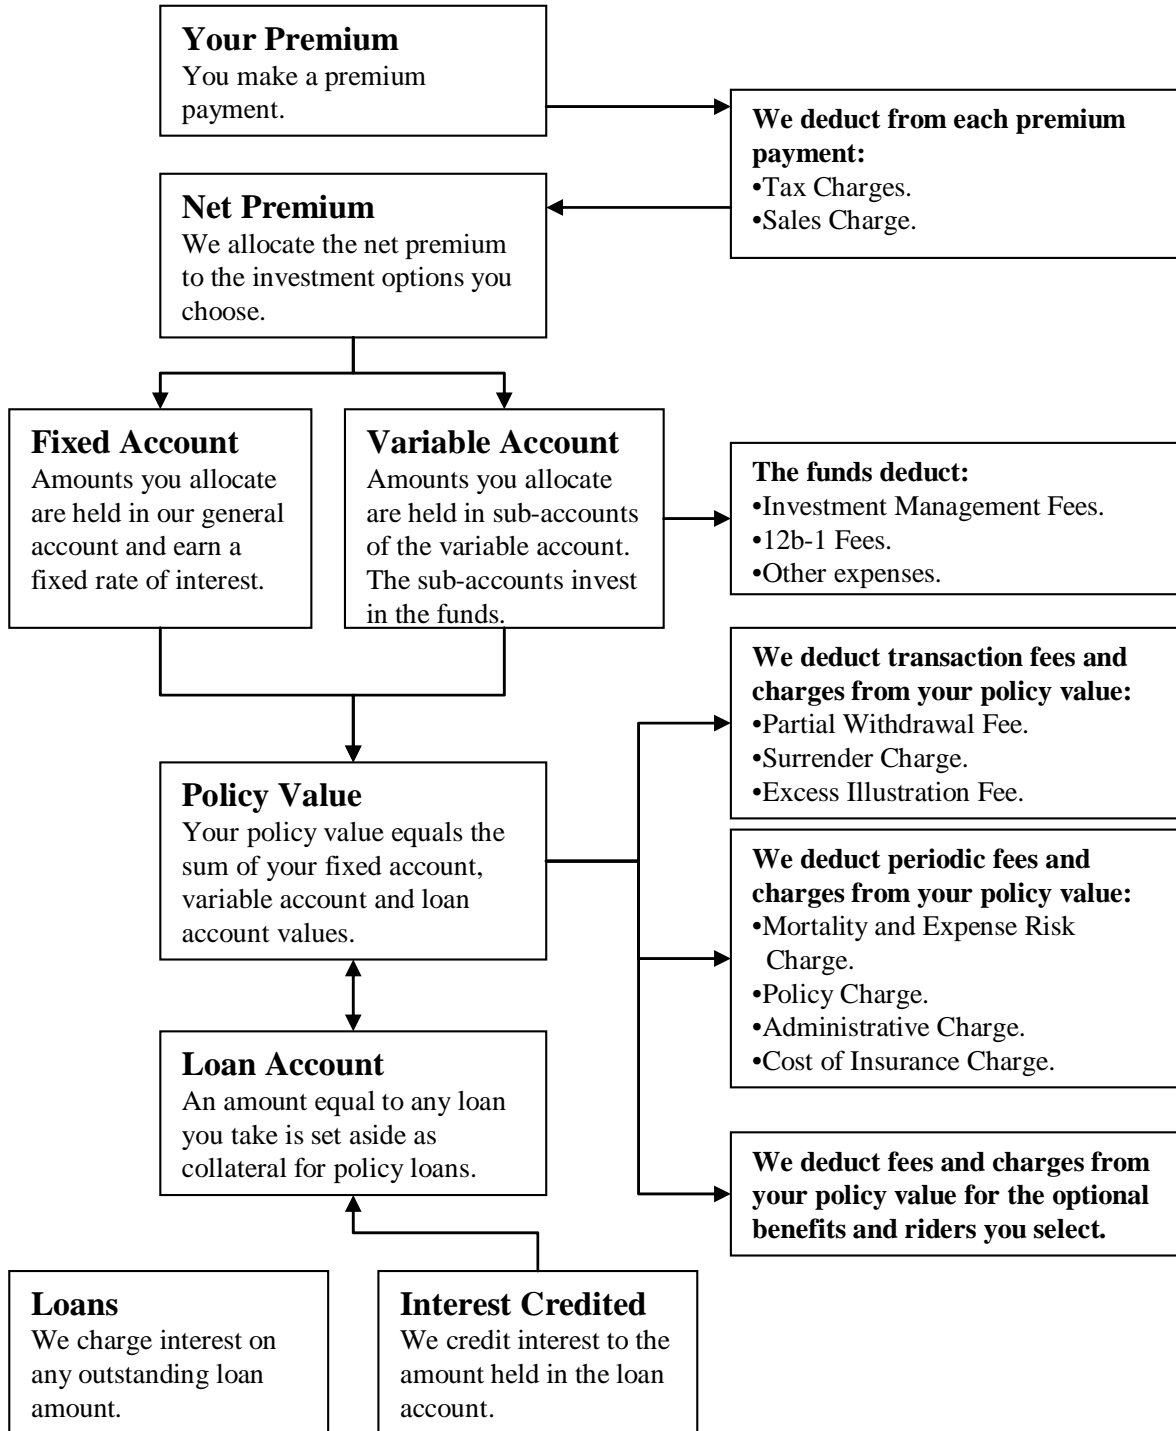 Your Premium
You make a premium
payment.
We deduct from each premium
payment:
•Tax Charges.
•Sales Charge.
Net Premium
We allocate the net premium
to the investment options you
choose.
Fixed Account
Amounts you allocate
are held in our general
account and earn a
fixed rate of interest.
Variable Account
Amounts you allocate
are held in sub-accounts
of the variable account.
The sub-accounts invest
in the funds.
The funds deduct:
•Investment Management Fees.
•12b-1 Fees.
•Other expenses.
We deduct transaction fees and
charges from your policy value:
•Partial Withdrawal Fee.
•Surrender Charge.
•Excess Illustration Fee.
Policy Value
Your policy value equals the
sum of your fixed account,
variable account and loan
account values.
We deduct periodic fees and
charges from your policy value:
•Mortality and Expense Risk
Charge.
•Policy Charge.
•Administrative Charge.
•Cost of Insurance Charge.
Loan Account
An amount equal to any loan
you take is set aside as
collateral for policy loans.
We deduct fees and charges from
your policy value for the optional
benefits and riders you select.
Loans
We charge interest on
any outstanding loan
amount.
Interest Credited
We credit interest to the
amount held in the loan
account.